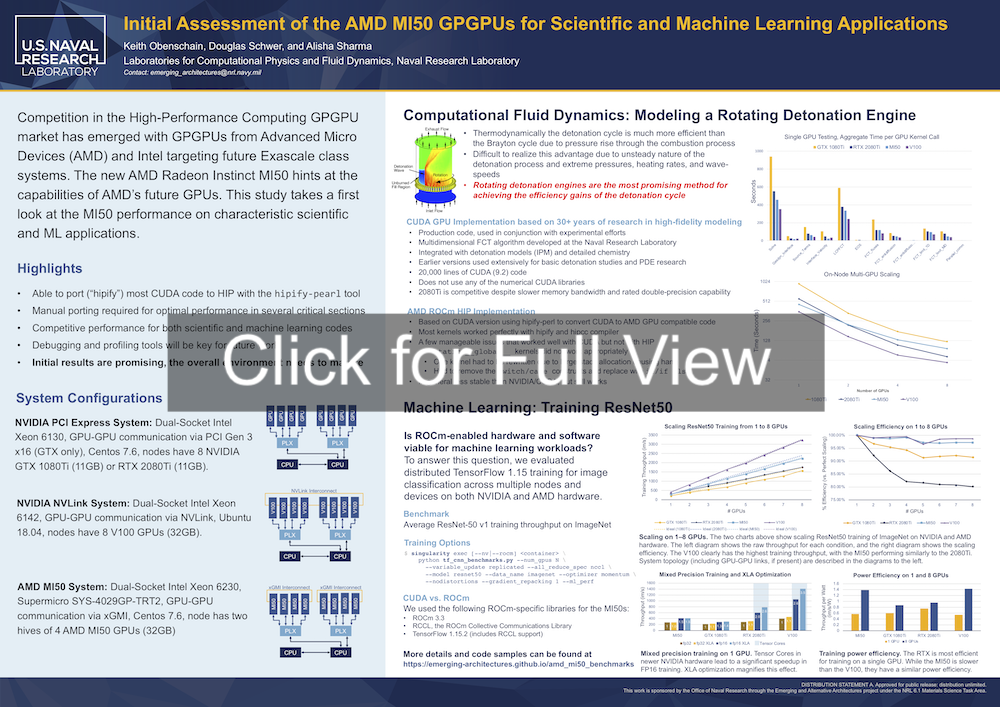 U.S. NAVAL
RESEARCH
LABORATORY
Initial Assessment of the AMD MI50 GPGPUs for Scientific and Machine Learning Applications
Keith Obenschain, Douglas Schwer, and Alisha Sharma
Laboratories for Computational Physics and Fluid Dynamics, Naval Research Laboratory
Contact: emerging_architectures@nrl.navy.mil
Competition in the High-Performance Computing GPGPU
market has emerged with GPGPUs from Advanced Micro
Devices (AMD) and Intel targeting future Exascale class
systems. The new AMD Radeon Instinct MI50 hints at the
capabilities of AMD's future GPUs. This study takes a first
look at the MI50 performance on characteristic scientific
and ML applications.
Highlights
• Able to port ("hipify") most CUDA code to HIP with the hipify-pearl tool
• Manual porting required for optimal performance in several critical sections
• Competitive performance for both scientific and machine learning codes
• Debugging and profiling tools will be key for future
• Initial results are promising, the overall environment needs to
System Configurations
NVIDIA PCI Express System: Dual-Socket Intel
Xeon 6130, GPU-GPU communication via PCI Gen 3
x16 (GTX only), Centos 7.6, nodes have 8 NVIDIA
GTX 1080Ti (11GB) or RTX 2080Ti (11GB).
GPU GPU GPU GPU GPU GPU GPU GPU
PLX PLX
CPU CPU
NVIDIA NVLink System: Dual-Socket Intel Xeon
6142, GPU-GPU communication via NVLink, Ubuntu
18.04, nodes have 8 V100 GPUs (32GB).
NVLink Interconnect
V100 V100 V100 V100 V100 V100 V100 V100
PLX PLX
CPU CPU
AMD MI50 System: Dual-Socket Intel Xeon 6230,
Supermicro SYS-4029GP-TRT2, GPU-GPU
communication via xGMI, Centos 7.6, node has two
hives of 4 AMD MI50 GPUs (32GB)
xGMI Interconnect xGMI Interconnect
MI50 MI50 MI50 MI50 MI50 MI50 MI50 MI50
PLX PLX
CPU CPU
Computational Fluid Dynamics: Modeling a Rotating Detonation Engine
Exhaust Flow
Detonation
Wave
Unburned
Fill Region
Rotation
Inlet Flow
• Thermodynamically the detonation cycle is much more efficient than
the Brayton cycle due to pressure rise through the combustion process
• Difficult to realize this advantage due to unsteady nature of the
detonation process and extreme pressures, heating rates, and wave-
speeds
• Rotating detonation engines are the most promising method for
achieving the efficiency gains of the detonation cycle
CUDA GPU Implementation based on 30+ years of research in high-fidelity modeling
• Production code, used in conjunction with experimental efforts
• Multidimensional FCT algorithm developed at the Naval Research Laboratory
• Integrated with detonation models (IPM) and detailed chemistry
• Earlier versions used extensively for basic detonation studies and PDE research
• 20,000 lines of CUDA (9.2) code
• Does not use any of the numerical CUDA libraries
• 2080Ti is competitive despite slower memory bandwidth and rated double-precision capability
AMD ROCm HIP Implementation
• Based on CUDA version using hipify-perl to convert CUDA to AMD GPU compatible code
• Most kernels worked perfectly with hipify and hipcc compiler
• A few manageable issues that worked well with but not with HIP
Click for Full View
Single GPU Testing, Aggregate Time per GPU Kernel Call
GTX 1080Ti RTX 2080Ti MI50 V100
Seconds
On-Node Multi-GPU Scaling
Number of GPUs
1080Ti 2080Ti MI50 V100
Machine Learning: Training ResNet50
Is ROCm-enabled hardware and software
viable for machine learning workloads?
To answer this question, we evaluated
distributed TensorFlow 1.15 training for image
classification across multiple nodes and
devices on both NVIDIA and AMD hardware.
Benchmark
Average ResNet-50 v1 training throughput on ImageNet
Training Options
$ singularity exec [--nv|--rocm] <container> \
python tf_cnn_benchmarks.py --num_gpus N \
--variable_update replicated --all_reduce_spec nccl \
--model resnet50 --data_name imagenet --optimizer momentum \
--nodistortions --gradient_repacking 1 --ml_perf
CUDA vs. ROCm
We used the following ROCm-specific libraries for the MI50s:
• ROCm 3.3
• RCCL, the ROCm Collective Communications Library
• TensorFlow 1.15.2 (includes RCCL support)
More details and code samples can be found at
https://emerging-architectures.github.io/amd_mi50_benchmarks
Scaling ResNet50 Training from 1 to 8 GPUs
Training Throughput (im/s)
# GPUs
Scaling Efficiency on 1 to 8 GPUs
% Efficiency (vs. Perfect Scaling)
# GPUs
GTX 1080Ti RTX 2080Ti MI50 V100
Scaling on 1–8 GPUs. The two charts above show scaling ResNet50 training of ImageNet on NVIDIA and AMD
hardware. The left diagram shows the raw throughput for each condition, and the right diagram shows the scaling
efficiency. The V100 clearly has the highest training throughput, with the MI50 performing similarly to the 2080Ti.
System topology (including GPU-GPU links, if present) are described in the diagrams to the left.
Mixed Precision Training and XLA Optimization
Throughput (im/s)
MI50 GTX 1080Ti RTX 2080Ti V100
fp32 fp32 XLA fp16 fp16 XLA Tensor Cores
Mixed precision training on 1 GPU. Tensor Cores in
newer NVIDIA hardware lead to a significant speedup in
FP16 training. XLA optimization magnifies this effect.
Power Efficiency on 1 and 8 GPUs
Throughput per Watt
(im/s/W)
MI50 GTX 1080Ti RTX 2080Ti V100
1 GPU 8 GPUs
Training power efficiency. The RTX is most efficient
for training on a single GPU. While the MI50 is slower
than the V100, they have a similar power efficiency.
DISTRIBUTION STATEMENT A. Approved for public release; distribution unlimited.
This work is sponsored by the Office of Naval Research through the Emerging and Alternative Architectures project under the NRL 6.1 Materials Science Task Area.